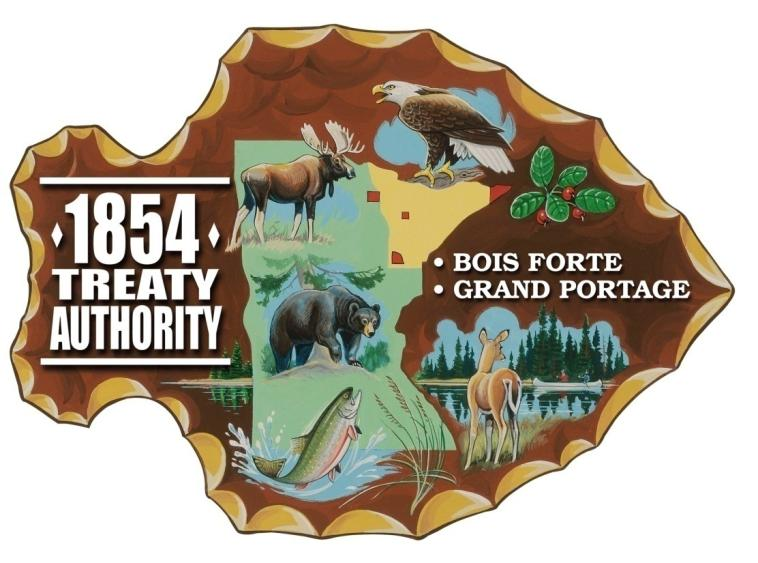 1854
TREATY
AUTHORITY
• BOIS FORTE
• GRAND PORTAGE